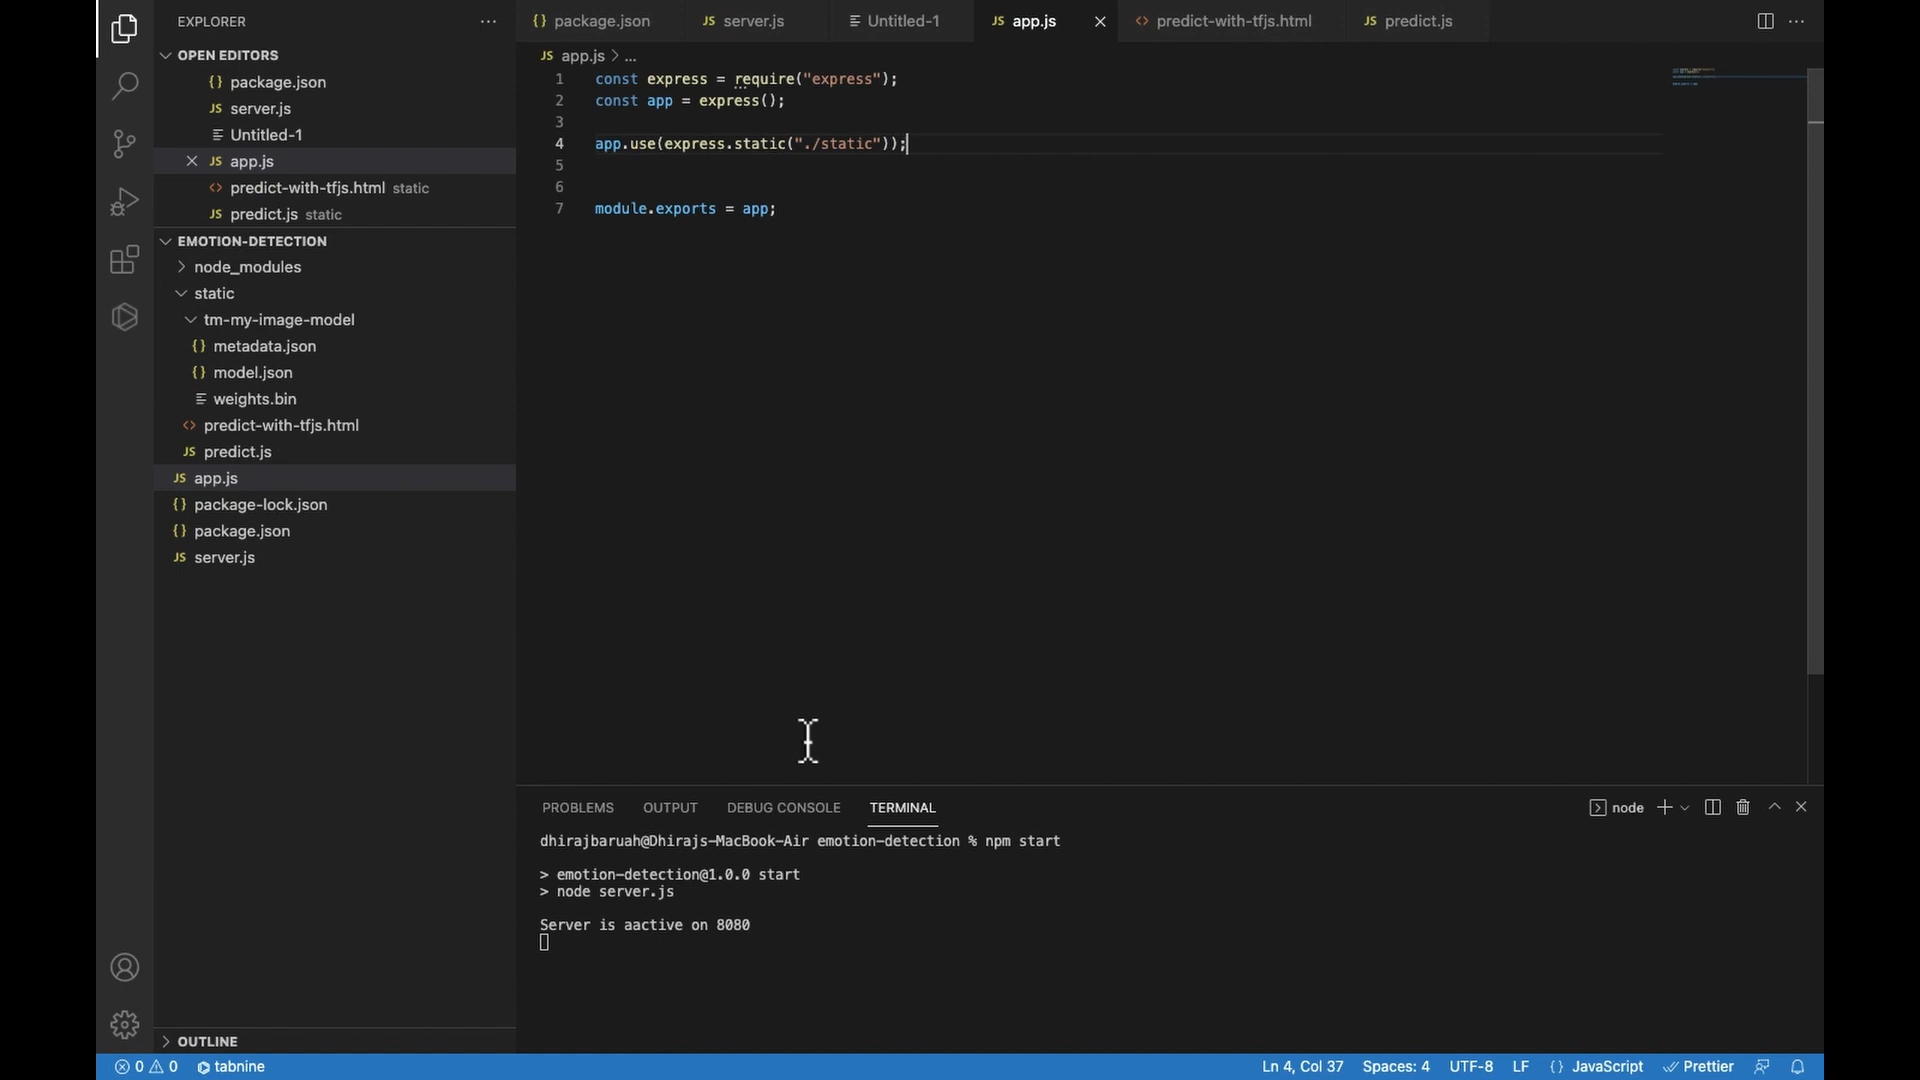 EXPLORER
OPEN EDITORS
package.json
server.js
Untitled-1
app.js
predict-with-tfjs.html static
predict.js static
EMOTION-DETECTION
node_modules
static
tm-my-image-model
metadata.json
model.json
weights.bin
predict-with-tfjs.html
predict.js
app.js
package-lock.json
package.json
server.js
OUTLINE
package.json server.js Untitled-1 app.js predict-with-tfjs.html predict.js
JS app.js > ...
1 const express = require("express");
2 const app = express();
3
4 app.use(express.static("./static"));
5
6
7 module.exports = app;
PROBLEMS OUTPUT DEBUG CONSOLE TERMINAL node
dhirajbaruah@Dhirajs-MacBook-Air emotion-detection % npm start
> emotion-detection@1.0.0 start
> node server.js
Server is aactive on 8080
0 0 tabnine Ln 4, Col 37 Spaces: 4 UTF-8 LF {} JavaScript Prettier